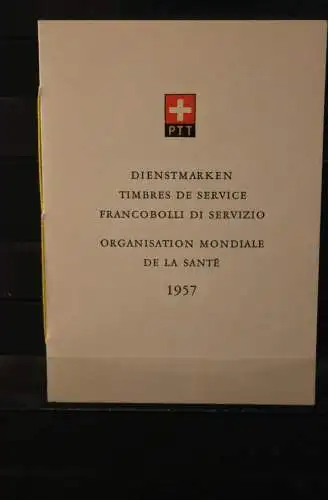 PTT
DIENSTMARKEN
TIMBRES DE SERVICE
FRANCOBOLLI DI SERVIZIO
ORGANISATION MONDIALE
DE LA SANTÉ
1957